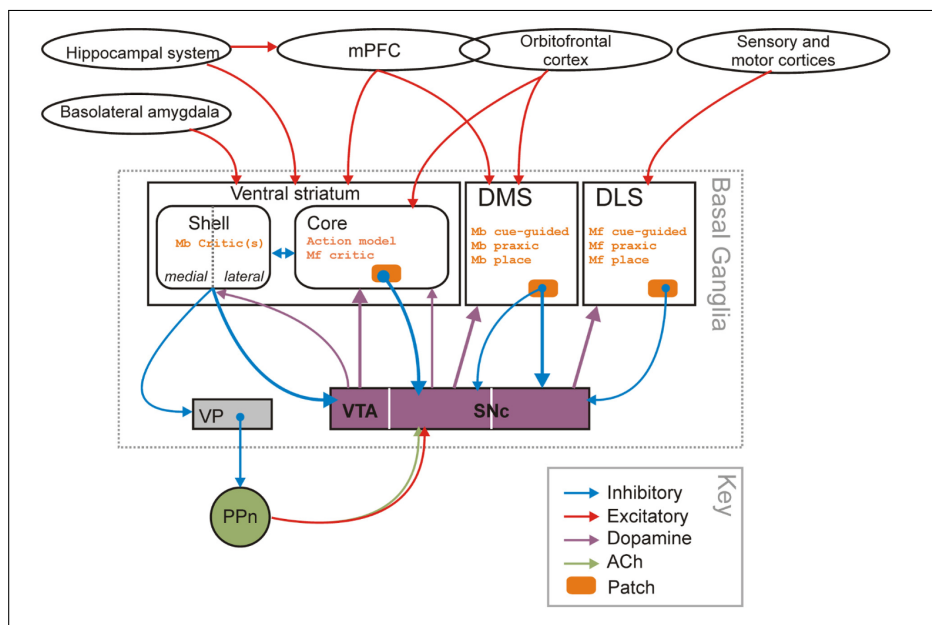 Hippocampal system
mPFC
Orbitofrontal
cortex
Sensory and
motor cortices
Basolateral amygdala
Basal Ganglia
Ventral striatum
Shell
Mb Critic(s)
medial
lateral
Core
Action model
Mf critic
DMS
Mb cue-guided
Mb praxic
Mb place
DLS
Mf cue-guided
Mf praxic
Mf place
VTA
SNc
VP
PPn
Key
Inhibitory
Excitatory
Dopamine
ACh
Patch